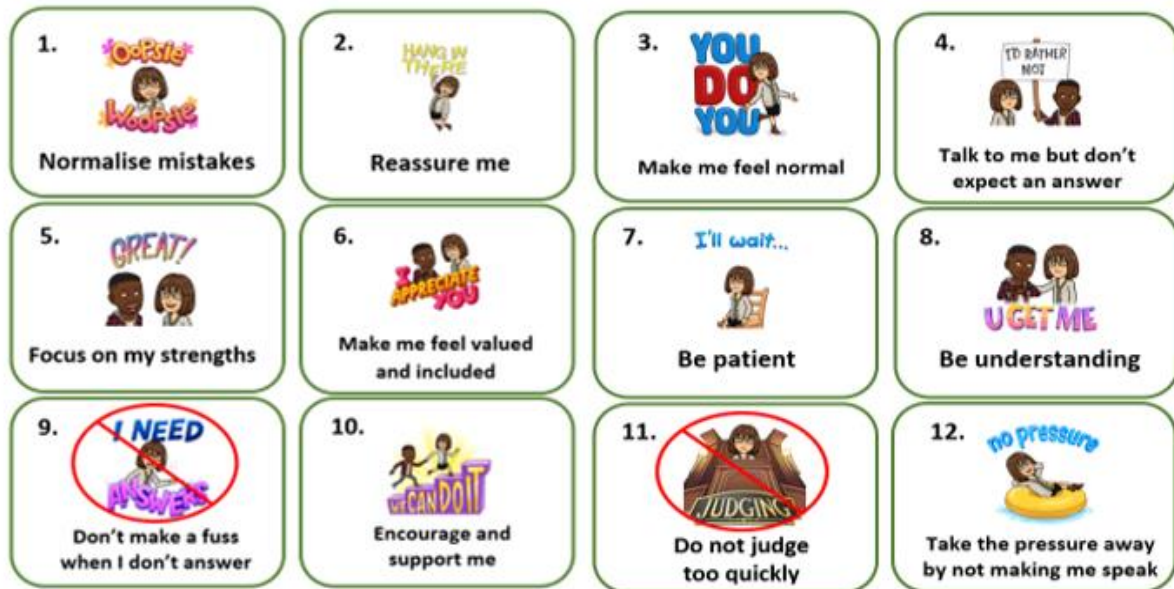 1.
OOPSIE
WOOPSIE
Normalise mistakes
2.
HANG IN
THERE
Reassure me
3.
YOU
DO
YOU
Make me feel normal
4.
I'D RATHER
NOT
Talk to me but don't
expect an answer
5.
GREAT!
Focus on my strengths
6.
I
APPRECIATE
YOU
Make me feel valued
and included
7.
I'll wait...
Be patient
8.
U GET ME
Be understanding
9.
I NEED
ANSWERS
Don't make a fuss
when I don't answer
10.
WE CAN DO IT
Encourage and
support me
11.
JUDGING
Do not judge
too quickly
12.
no pressure
Take the pressure away
by not making me speak